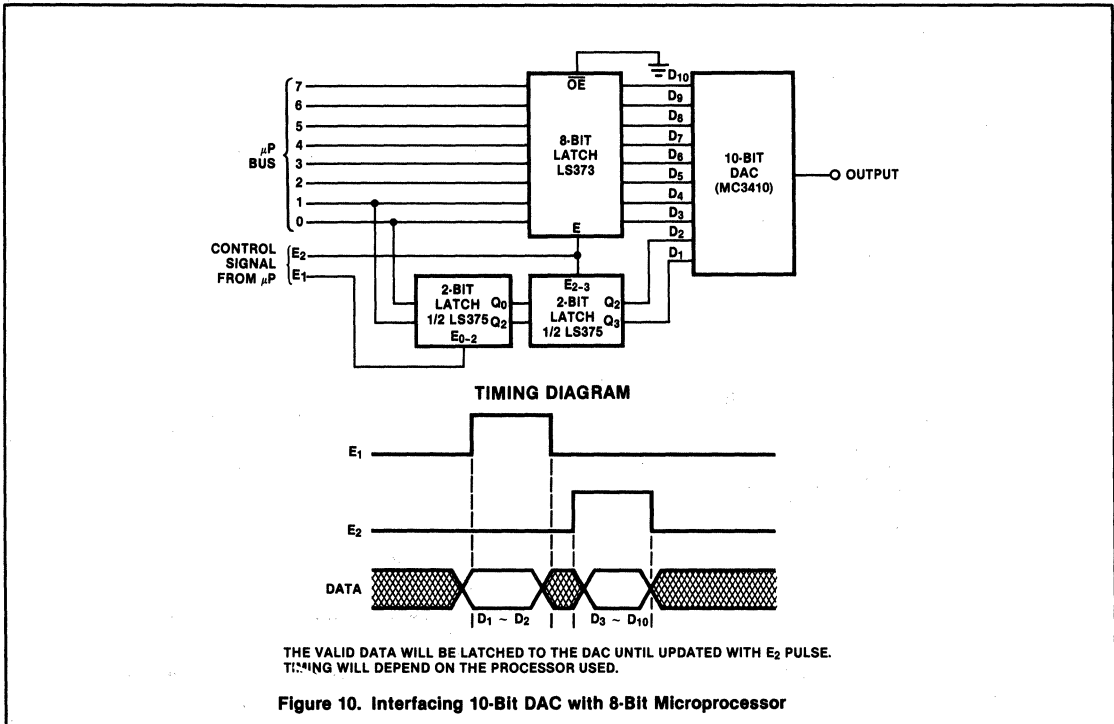 OE
7
6
5
4
3
2
1
0
µP
BUS
8-BIT
LATCH
LS373
E
D10
D9
D8
D7
D6
D5
D4
D3
D2
D1
10-BIT
DAC
(MC3410)
OUTPUT
CONTROL
SIGNAL
FROM µP
E2
E1
2-BIT
LATCH
1/2 LS375
E0-2
Q0
Q2
E2-3
2-BIT
LATCH
1/2 LS375
Q2
Q3
TIMING DIAGRAM
E1
E2
DATA
D1 ~ D2
D3 ~ D10
THE VALID DATA WILL BE LATCHED TO THE DAC UNTIL UPDATED WITH E2 PULSE.
TIMING WILL DEPEND ON THE PROCESSOR USED.
Figure 10. Interfacing 10-Bit DAC with 8-Bit Microprocessor